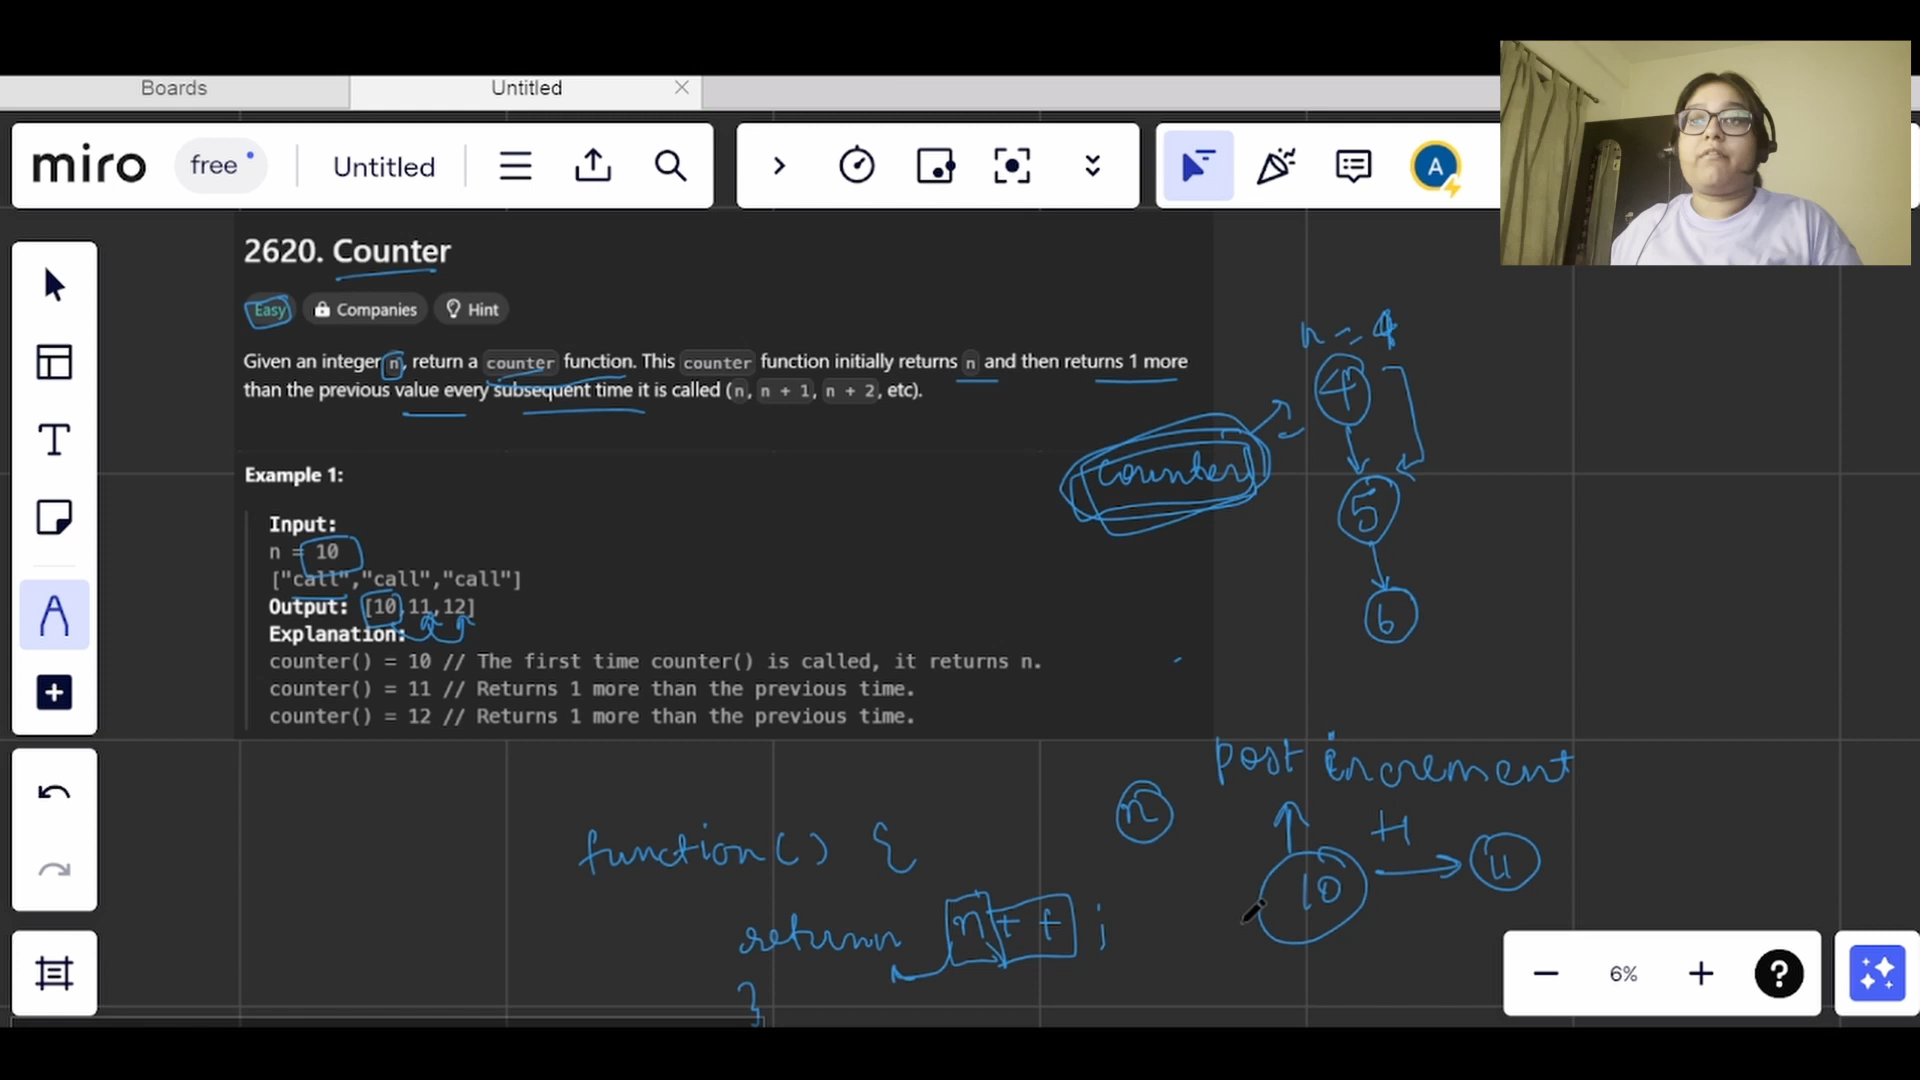 Boards
Untitled
miro
free
Untitled
A
2620. Counter
Easy
Companies
Hint
Given an integer n, return a counter function. This counter function initially returns n and then returns 1 more
than the previous value every subsequent time it is called (n, n + 1, n + 2, etc).
Example 1:
Input:
n = 10
["call","call","call"]
Output: [10,11,12]
Explanation:
counter() = 10 // The first time counter() is called, it returns n.
counter() = 11 // Returns 1 more than the previous time.
counter() = 12 // Returns 1 more than the previous time.
n = 4
4
counter
5
6
post increment
n
+1
10
11
function() {
return n++ ;
}
6%